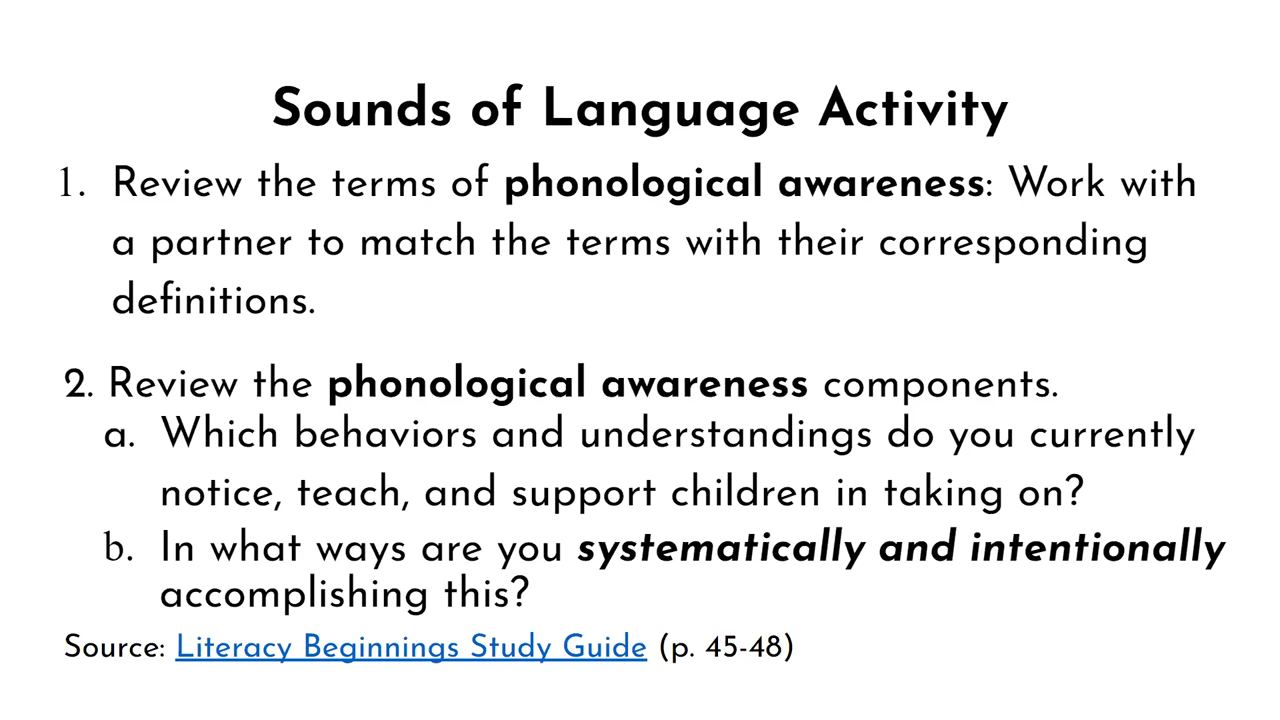 Sounds of Language Activity
1. Review the terms of phonological awareness: Work with
a partner to match the terms with their corresponding
definitions.
2. Review the phonological awareness components.
a. Which behaviors and understandings do you currently
notice, teach, and support children in taking on?
b. In what ways are you systematically and intentionally
accomplishing this?
Source: Literacy Beginnings Study Guide (p. 45-48)